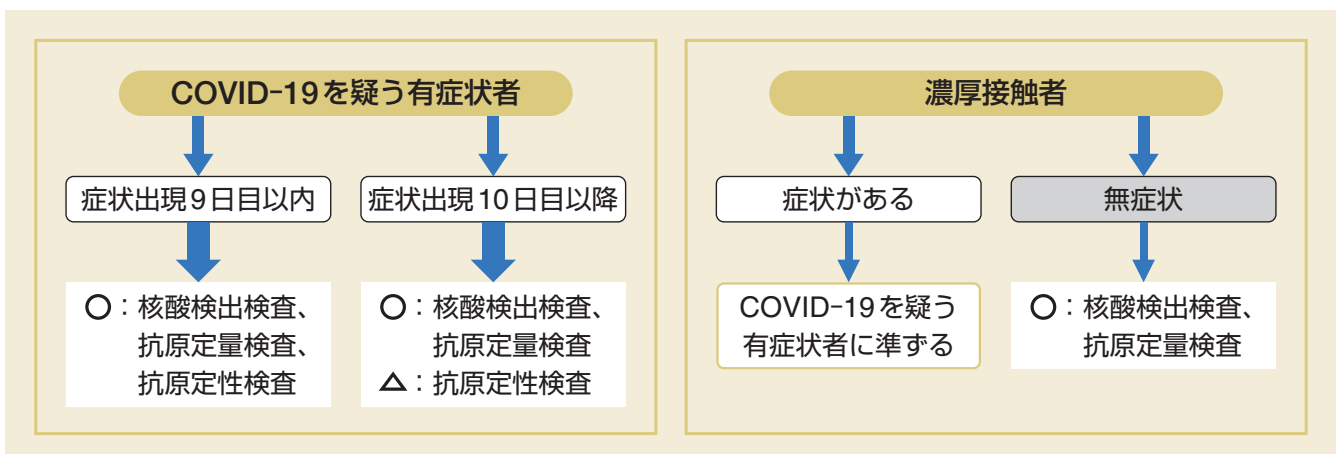 COVID-19を疑う有症状者
症状出現9日目以内
○：核酸検出検査、
抗原定量検査、
抗原定性検査
症状出現10日目以降
○：核酸検出検査、
抗原定量検査
△：抗原定性検査
濃厚接触者
症状がある
COVID-19を疑う
有症状者に準ずる
無症状
○：核酸検出検査、
抗原定量検査